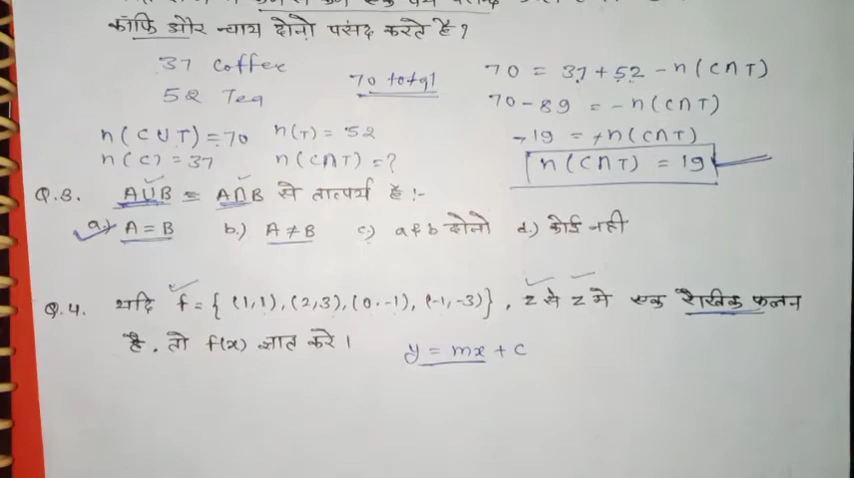 कॉफि और चाय दोनो पसंद करते है?
37 Coffee
52 Tea
70 total
n(C∪T) = 70 n(T) = 52
n(C) = 37 n(C∩T) = ?
70 = 37 + 52 - n(C∩T)
70 - 89 = - n(C∩T)
-19 = -n(C∩T)
n(C∩T) = 19
Q.3. A∪B = A∩B से तात्पर्य है :-
a) A = B b.) A ≠ B c.) a & b दोनो d.) कोई नही
Q.4. यदि f = { (1,1), (2,3), (0,-1), (-1,-3)}, z से z मे एक रैखिक फलन
है, तो f(x) ज्ञात करे।
y = mx + c